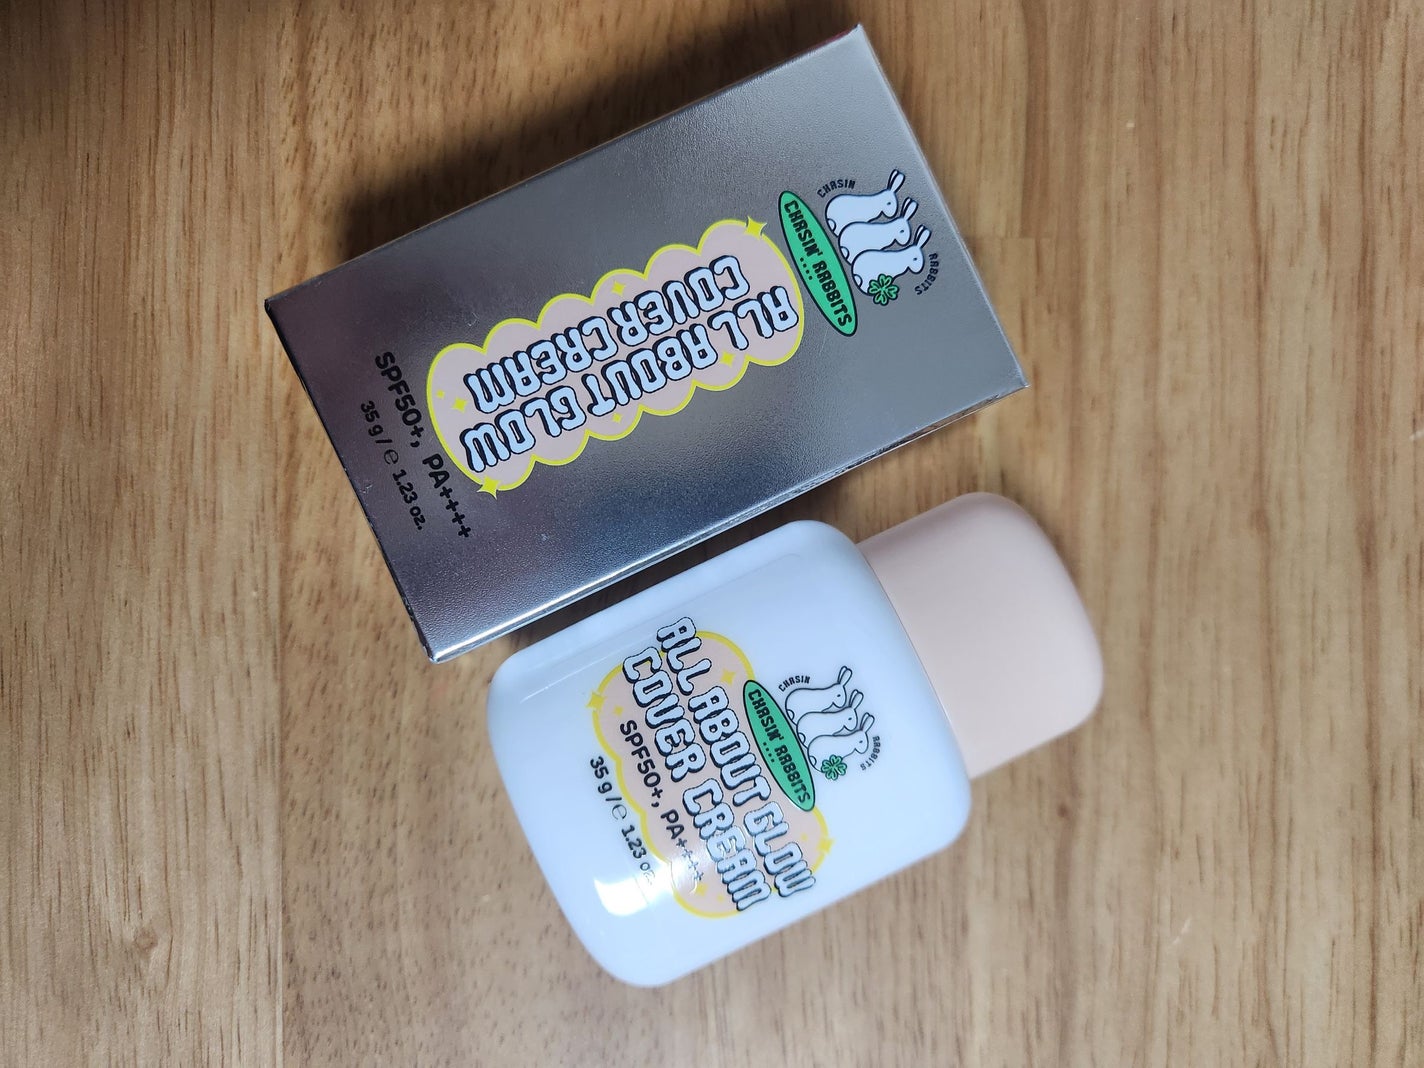 CHASIN
RABBITS
CHASIN' RABBITS
ALL ABOUT GLOW
COVER CREAM
SPF50+, PA++++
35 g / ℮ 1.23 oz.
CHASIN
RABBITS
CHASIN' RABBITS
ALL ABOUT GLOW
COVER CREAM
SPF50+, PA++++
35 g / ℮ 1.23 oz.